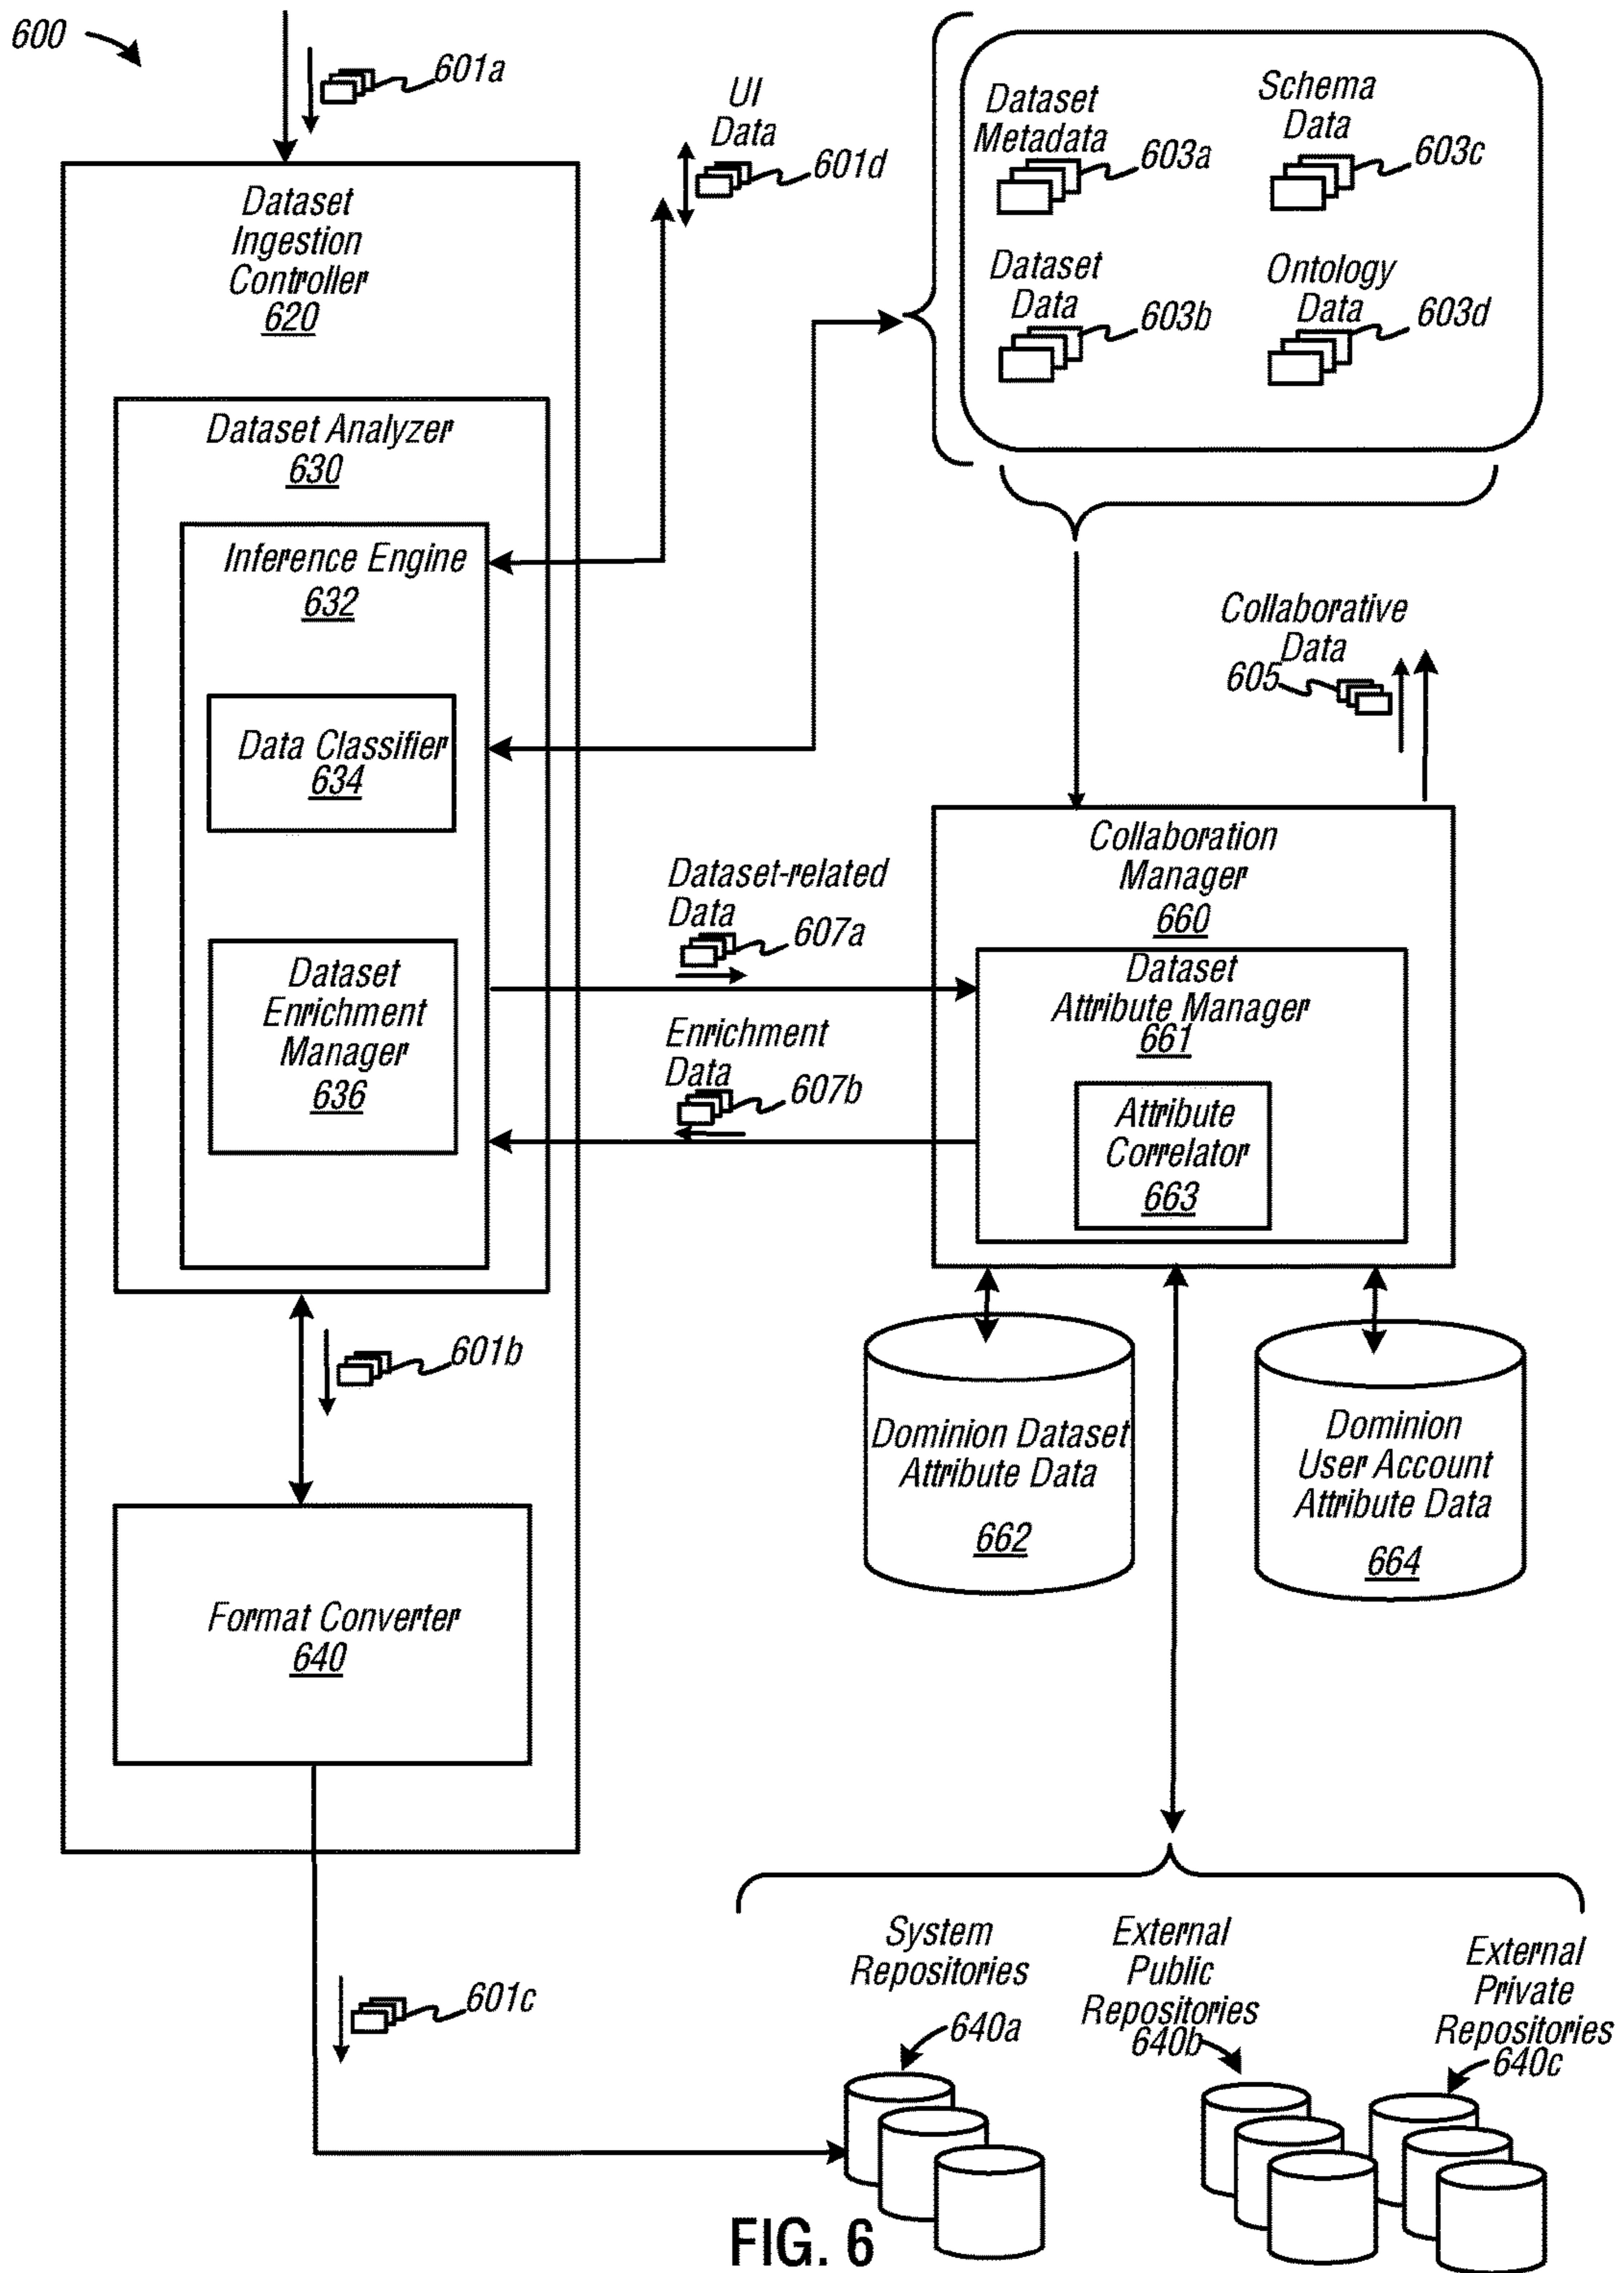 600
601a
UI
Data
601d
Dataset
Metadata
603a
Schema
Data
603c
Dataset
Data
603b
Ontology
Data
603d
Dataset
Ingestion
Controller
620
Dataset Analyzer
630
Inference Engine
632
Data Classifier
634
Dataset
Enrichment
Manager
636
Collaborative
Data
605
Dataset-related
Data
607a
Enrichment
Data
607b
Collaboration
Manager
660
Dataset
Attribute Manager
661
Attribute
Correlator
663
601b
Dominion Dataset
Attribute Data
662
Dominion
User Account
Attribute Data
664
Format Converter
640
601c
System
Repositories
640a
External
Public
Repositories
640b
External
Private
Repositories
640c
FIG. 6